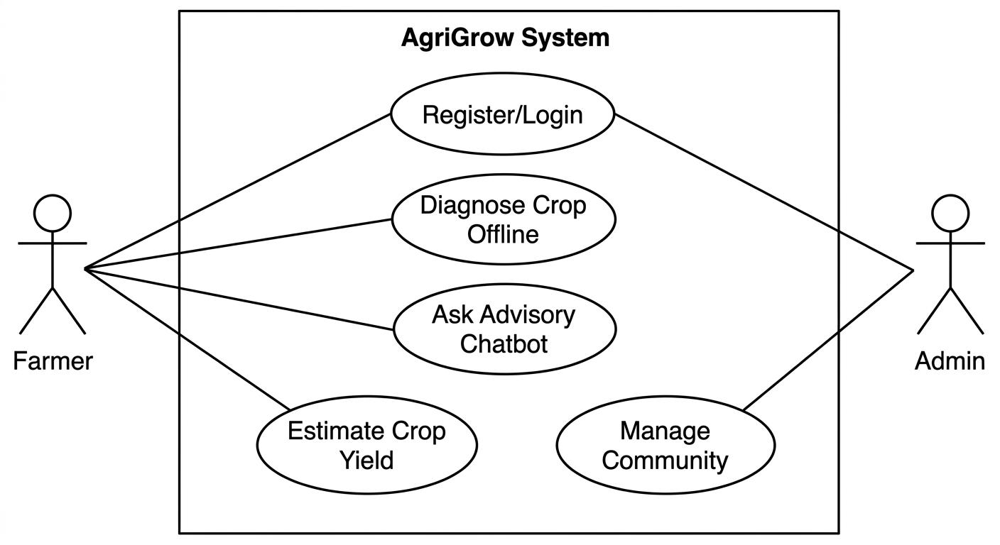 AgriGrow System
Register/Login
Diagnose Crop
Offline
Ask Advisory
Chatbot
Farmer
Admin
Estimate Crop
Yield
Manage
Community